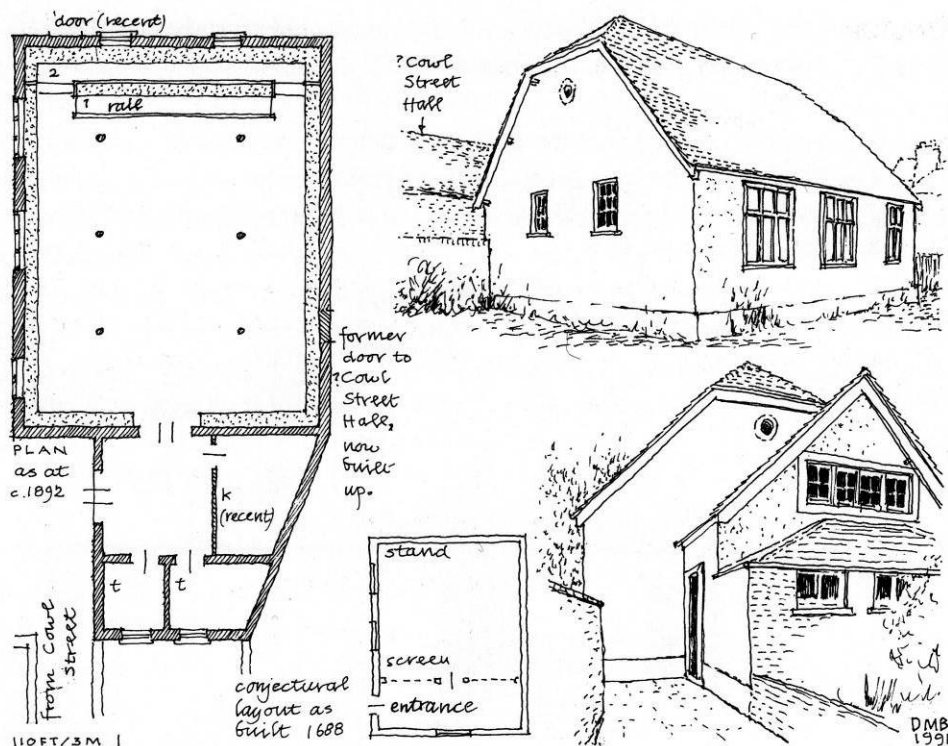 door (recent)
2
1
rail
? Cowl
Street
Hall
former
door to
? Cowl
Street
Hall,
now
built
up.
PLAN
as at
c.1892
k
(recent)
t
t
from Cowl
Street
10FT/3M
conjectural
layout as
built 1688
stand
screen
entrance
DMB